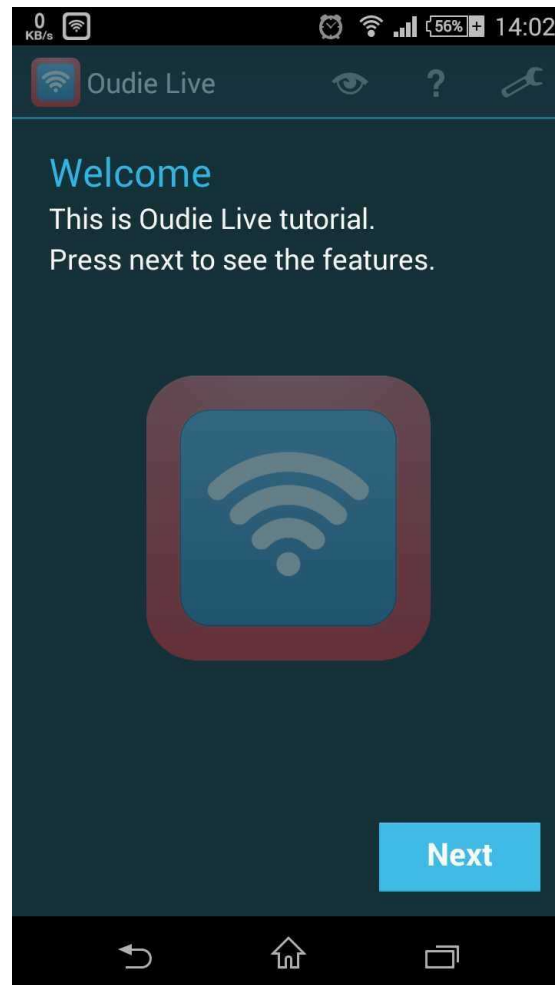 0
KB/s
56%
14:02
Oudie Live
?
Welcome
This is Oudie Live tutorial.
Press next to see the features.
Next